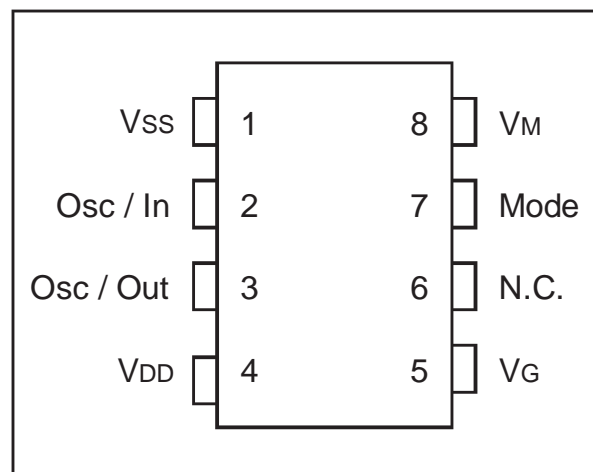 VSS 1 8 VM
Osc / In 2 7 Mode
Osc / Out 3 6 N.C.
VDD 4 5 VG